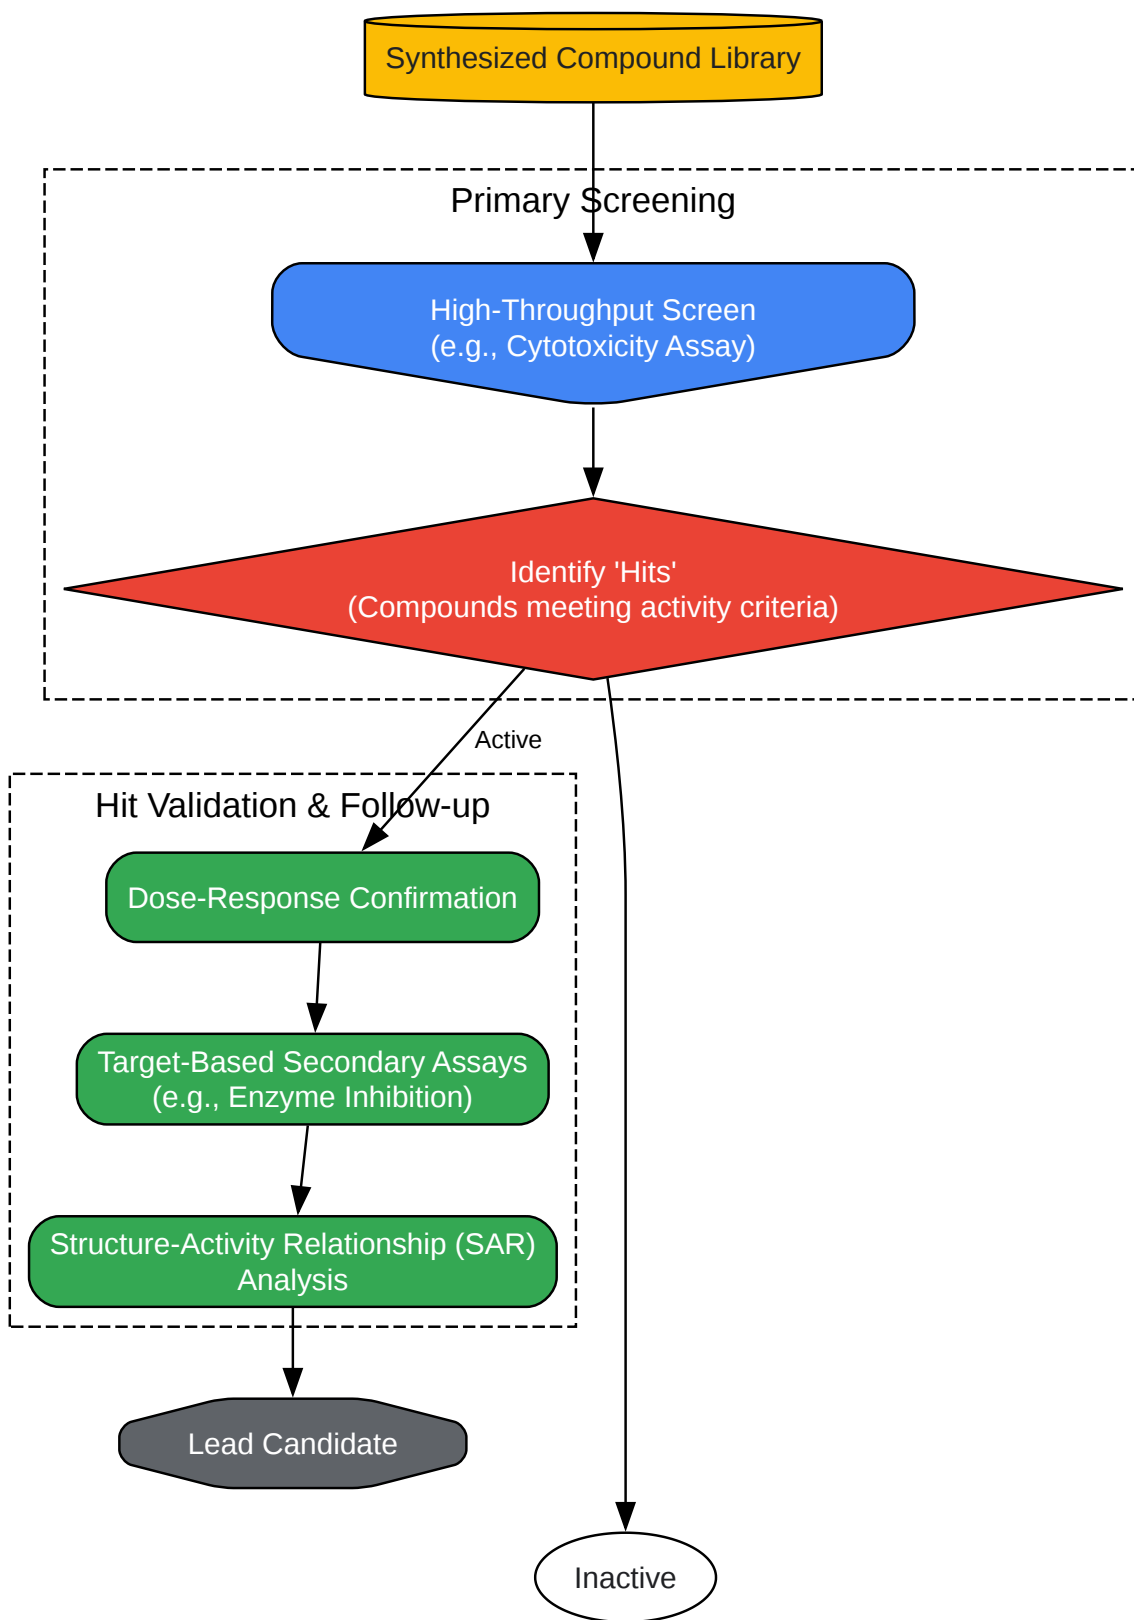 Synthesized Compound Library
Primary Screening
High-Throughput Screen
(e.g., Cytotoxicity Assay)
Identify 'Hits'
(Compounds meeting activity criteria)
Active
Hit Validation & Follow-up
Dose-Response Confirmation
Target-Based Secondary Assays
(e.g., Enzyme Inhibition)
Structure-Activity Relationship (SAR)
Analysis
Lead Candidate
Inactive